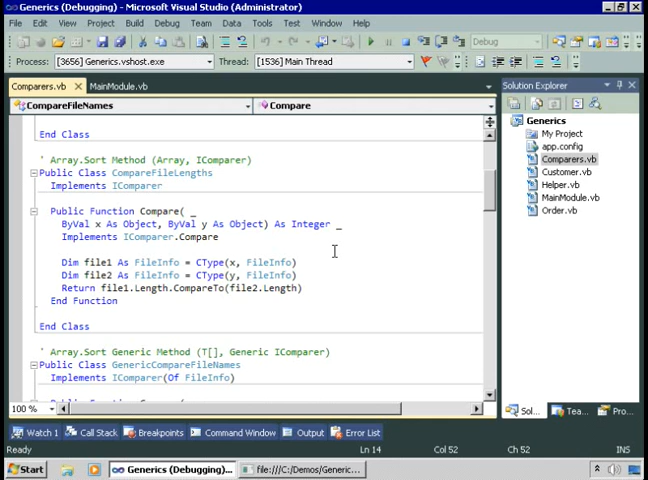 Generics (Debugging) - Microsoft Visual Studio (Administrator)
File Edit View Project Build Debug Team Data Tools Test Window Help
Debug
Process: [3656] Generics.vshost.exe Thread: [1536] Main Thread
Comparers.vb MainModule.vb
CompareFileNames Compare
End Class
' Array.Sort Method (Array, IComparer)
Public Class CompareFileLengths
Implements IComparer
Public Function Compare( _
ByVal x As Object, ByVal y As Object) As Integer _
Implements IComparer.Compare
Dim file1 As FileInfo = CType(x, FileInfo)
Dim file2 As FileInfo = CType(y, FileInfo)
Return file1.Length.CompareTo(file2.Length)
End Function
End Class
' Array.Sort Generic Method (T[], Generic IComparer)
Public Class GenericCompareFileNames
Implements IComparer(Of FileInfo)
100 %
Solution Explorer
Generics
My Project
app.config
Comparers.vb
Customer.vb
Helper.vb
MainModule.vb
Order.vb
Sol... Tea... Pro...
Watch 1 Call Stack Breakpoints Command Window Output Error List
Ready Ln 14 Col 52 Ch 52 INS
Start Generics (Debugging)... file:///C:/Demos/Generic...